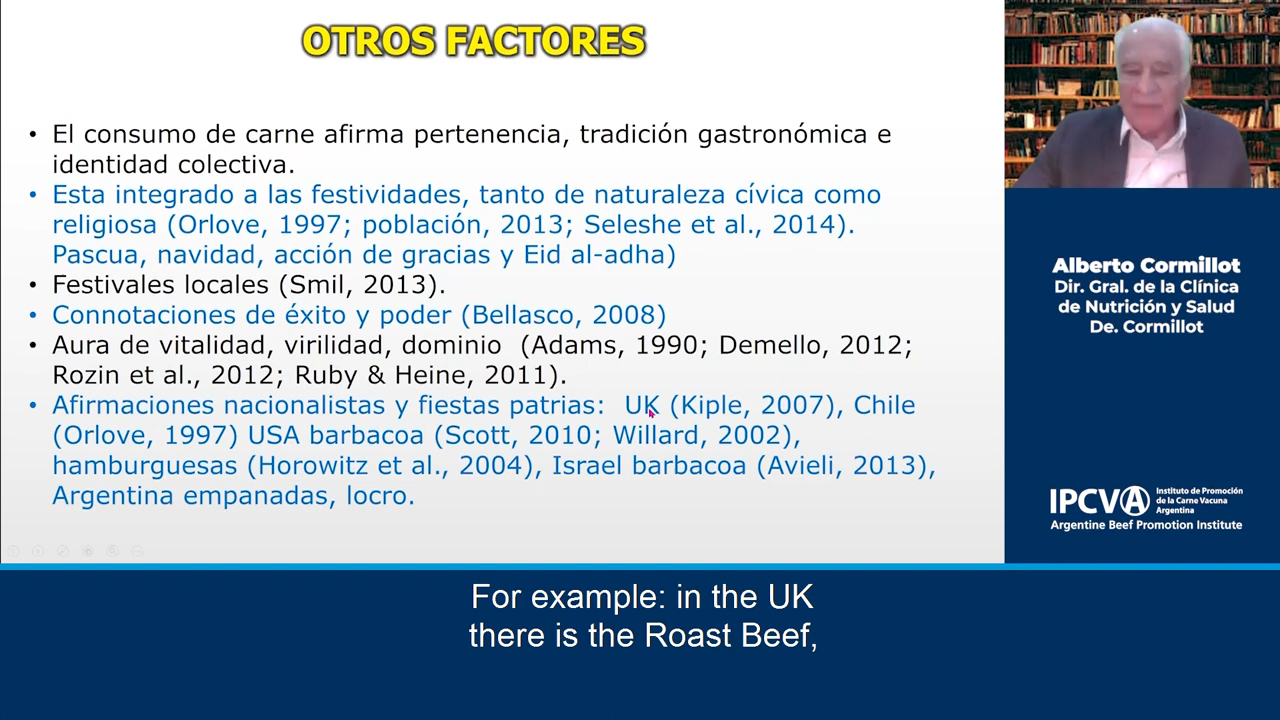 OTROS FACTORES
• El consumo de carne afirma pertenencia, tradición gastronómica e
identidad colectiva.
• Esta integrado a las festividades, tanto de naturaleza cívica como
religiosa (Orlove, 1997; población, 2013; Seleshe et al., 2014).
Pascua, navidad, acción de gracias y Eid al-adha)
• Festivales locales (Smil, 2013).
• Connotaciones de éxito y poder (Bellasco, 2008)
• Aura de vitalidad, virilidad, dominio (Adams, 1990; Demello, 2012;
Rozin et al., 2012; Ruby & Heine, 2011).
• Afirmaciones nacionalistas y fiestas patrias: UK (Kiple, 2007), Chile
(Orlove, 1997) USA barbacoa (Scott, 2010; Willard, 2002),
hamburguesas (Horowitz et al., 2004), Israel barbacoa (Avieli, 2013),
Argentina empanadas, locro.
Alberto Cormillot
Dir. Gral. de la Clínica
de Nutrición y Salud
De. Cormillot
IPCVA
Instituto de Promoción
de la Carne Vacuna
Argentina
Argentine Beef Promotion Institute
For example: in the UK
there is the Roast Beef,